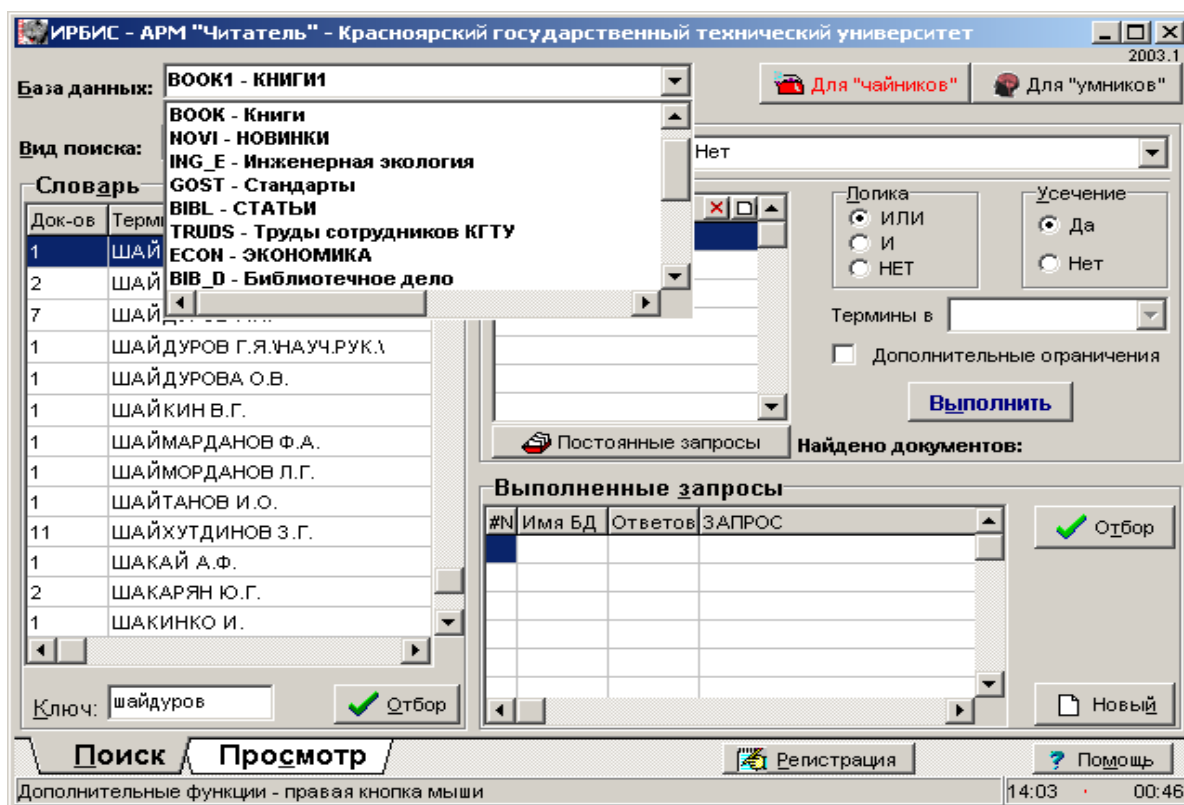 ИРБИС - АРМ "Читатель" - Красноярский государственный технический университет
2003.1
База данных: BOOK1 - КНИГИ1
Для "чайников" Для "умников"
BOOK - Книги
NOVI - НОВИНКИ
ING_E - Инженерная экология
GOST - Стандарты
BIBL - СТАТЬИ
TRUDS - Труды сотрудников КГТУ
ECON - ЭКОНОМИКА
BIB_D - Библиотечное дело
Вид поиска:
Нет
Словарь
Док-ов Терм
1 ШАЙ
2 ШАЙ
7
1 ШАЙДУРОВ Г.Я.\НАУЧ.РУК.\
1 ШАЙДУРОВА О.В.
1 ШАЙКИН В.Г.
1 ШАЙМАРДАНОВ Ф.А.
1 ШАЙМОРДАНОВ Л.Г.
1 ШАЙТАНОВ И.О.
11 ШАЙХУТДИНОВ З.Г.
1 ШАКАЙ А.Ф.
2 ШАКАРЯН Ю.Г.
1 ШАКИНКО И.
Ключ: шайдуров
Отбор
Логика
ИЛИ
И
НЕТ
Усечение
Да
Нет
Термины в
Дополнительные ограничения
Выполнить
Постоянные запросы
Найдено документов:
Выполненные запросы
#N Имя БД Ответов ЗАПРОС
Отбор
Новый
Поиск Просмотр
Регистрация
Помощь
Дополнительные функции - правая кнопка мыши
14:03 00:46